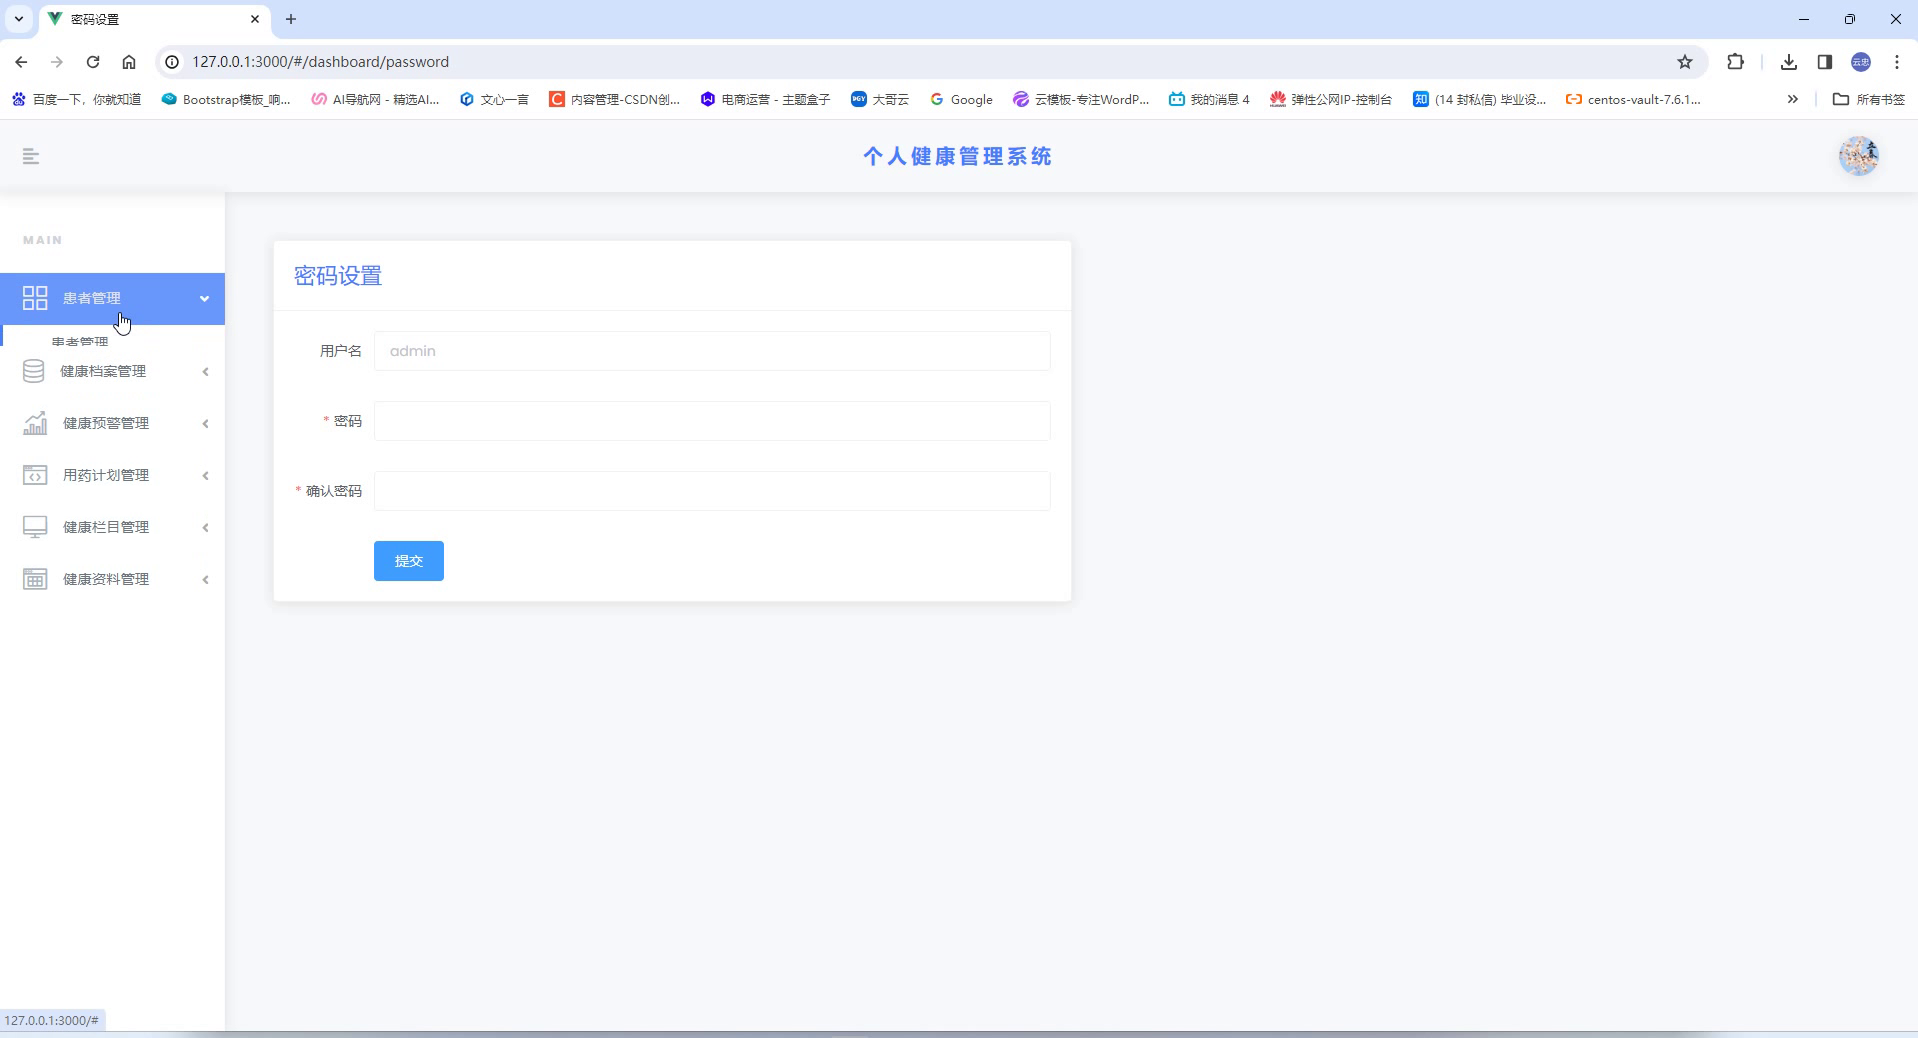 密码设置
127.0.0.1:3000/#/dashboard/password
云忠
百度一下，你就知道
Bootstrap模板_响...
AI导航网 - 精选AI...
文心一言
内容管理-CSDN创...
电商运营 - 主题盒子
大哥云
Google
云模板-专注WordP...
我的消息 4
弹性公网IP-控制台
(14 封私信) 毕业设...
centos-vault-7.6.1...
所有书签
个人健康管理系统
MAIN
患者管理
患者管理
健康档案管理
健康预警管理
用药计划管理
健康栏目管理
健康资料管理
密码设置
用户名
admin
* 密码
* 确认密码
提交
127.0.0.1:3000/#